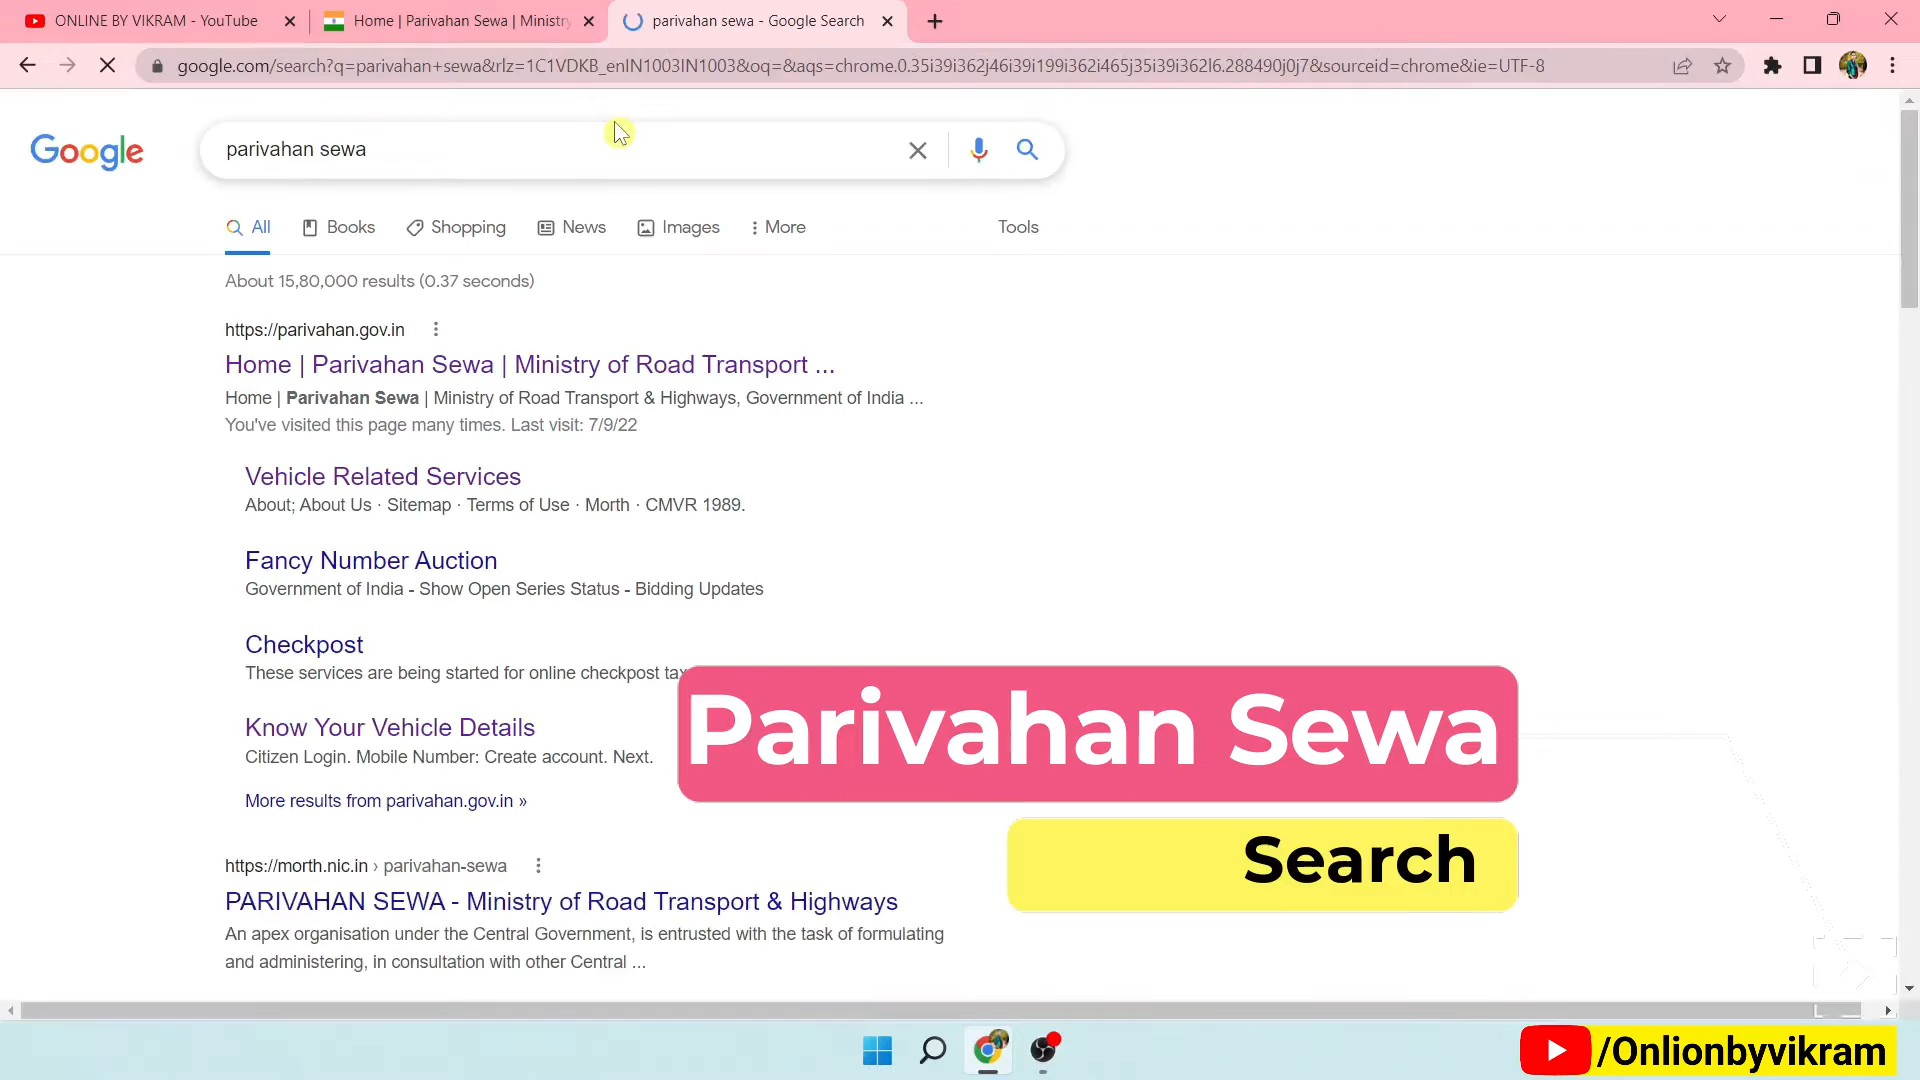 ONLINE BY VIKRAM - YouTube
Home | Parivahan Sewa | Ministry
parivahan sewa - Google Search
google.com/search?q=parivahan+sewa&rlz=1C1VDKB_enIN1003IN1003&oq=&aqs=chrome.0.35i39i362j46i39i199i362i465j35i39i362l6.288490j0j7&sourceid=chrome&ie=UTF-8
Google
parivahan sewa
All Books Shopping News Images More Tools
About 15,80,000 results (0.37 seconds)
https://parivahan.gov.in
Home | Parivahan Sewa | Ministry of Road Transport ...
Home | Parivahan Sewa | Ministry of Road Transport & Highways, Government of India ...
You've visited this page many times. Last visit: 7/9/22
Vehicle Related Services
About; About Us · Sitemap · Terms of Use · Morth · CMVR 1989.
Fancy Number Auction
Government of India - Show Open Series Status - Bidding Updates
Checkpost
These services are being started for online checkpost tax
Know Your Vehicle Details
Citizen Login. Mobile Number: Create account. Next.
More results from parivahan.gov.in »
Parivahan Sewa
Search
https://morth.nic.in › parivahan-sewa
PARIVAHAN SEWA - Ministry of Road Transport & Highways
An apex organisation under the Central Government, is entrusted with the task of formulating
and administering, in consultation with other Central ...
/Onlionbyvikram